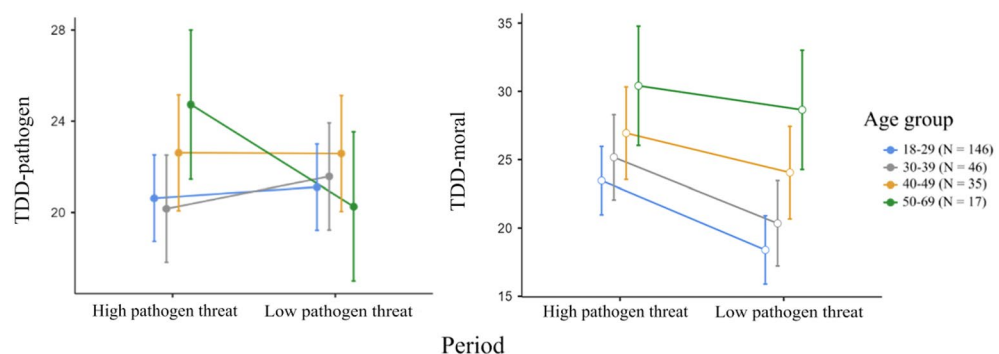 28
24
20
TDD-pathogen
High pathogen threat
Low pathogen threat
35
30
25
20
15
TDD-moral
High pathogen threat
Low pathogen threat
Age group
18-29 (N = 146)
30-39 (N = 46)
40-49 (N = 35)
50-69 (N = 17)
Period